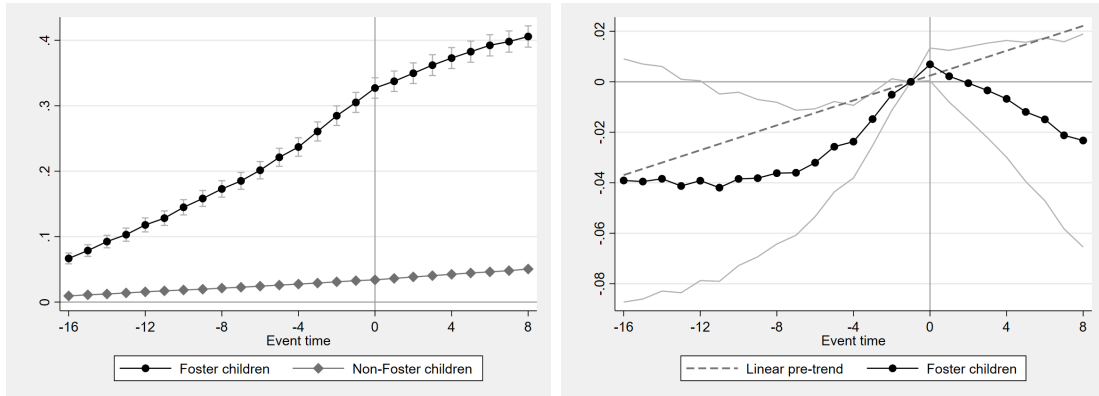 .4
.3
.2
.1
0
-16 -12 -8 -4 0 4 8
Event time
Foster children Non-Foster children
.02
0
-.02
-.04
-.06
-.08
-16 -12 -8 -4 0 4 8
Event time
Linear pre-trend Foster children